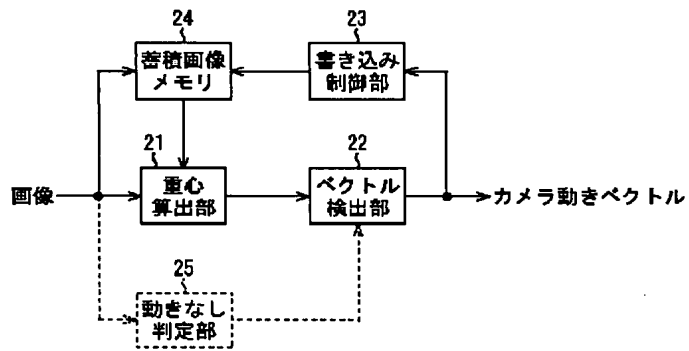 24
蓄積画像
メモリ
23
書き込み
制御部
21
重心
算出部
22
ベクトル
検出部
画像
カメラ動きベクトル
25
動きなし
判定部